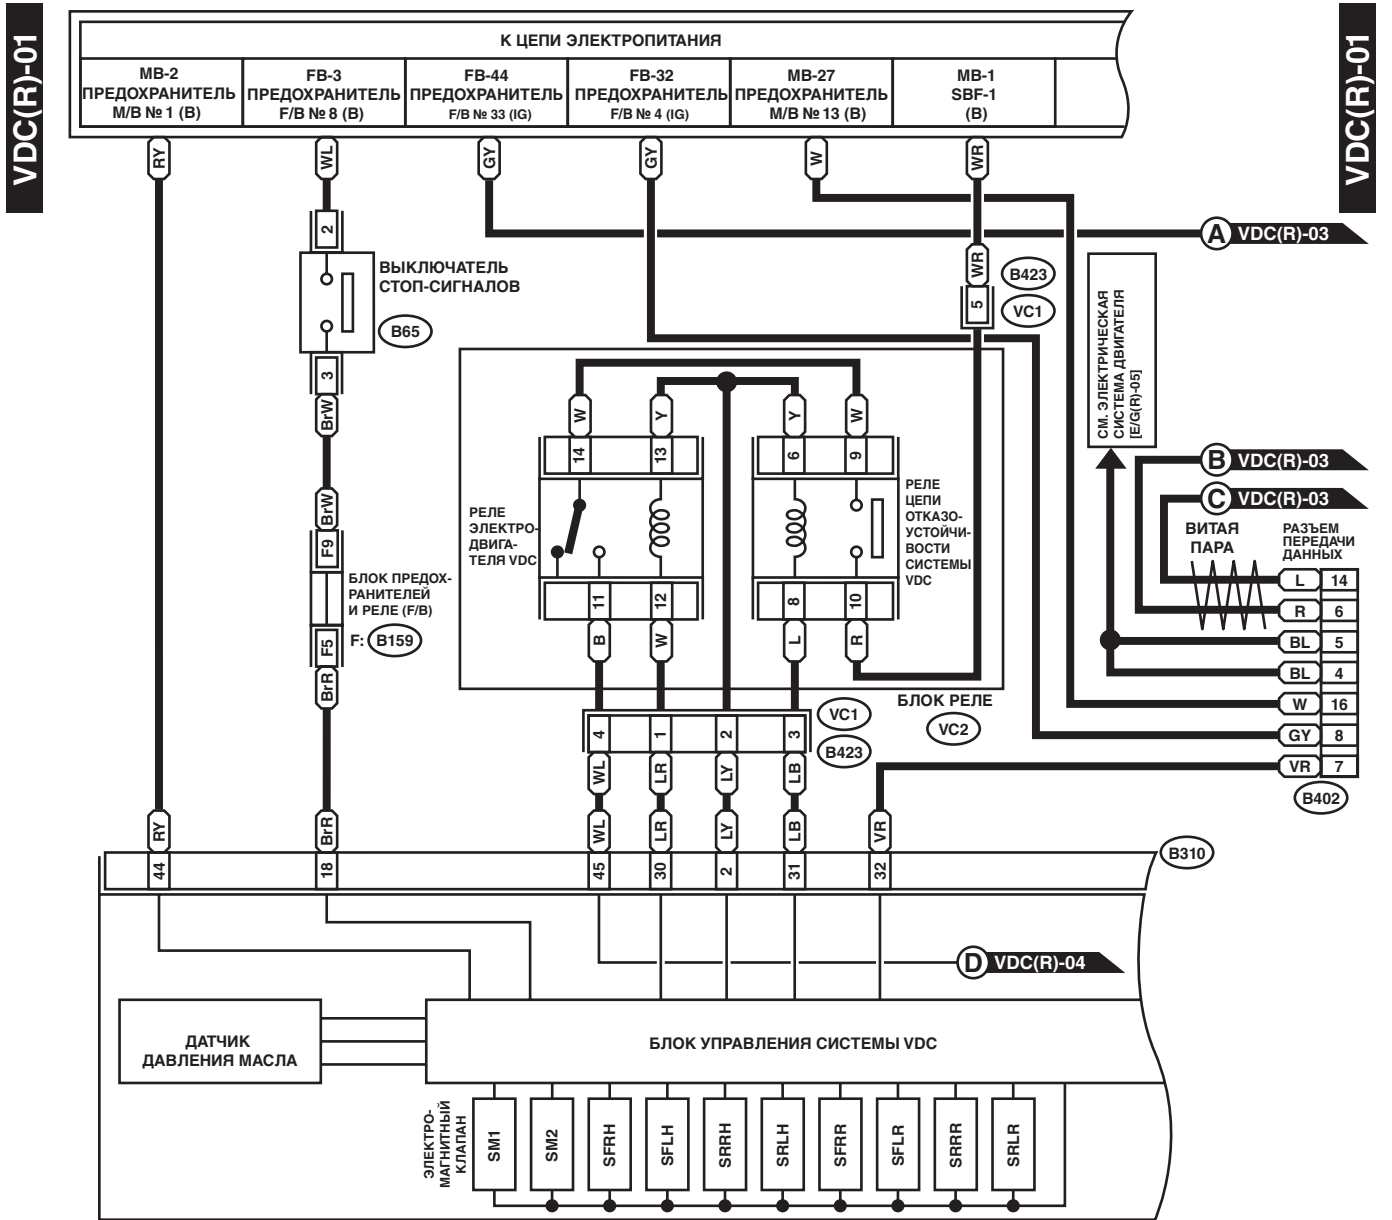 VDC(R)-01
VDC(R)-01
К ЦЕПИ ЭЛЕКТРОПИТАНИЯ
MB-2
ПРЕДОХРАНИТЕЛЬ
M/B № 1 (B)
FB-3
ПРЕДОХРАНИТЕЛЬ
F/B № 8 (B)
FB-44
ПРЕДОХРАНИТЕЛЬ
F/B № 33 (IG)
FB-32
ПРЕДОХРАНИТЕЛЬ
F/B № 4 (IG)
MB-27
ПРЕДОХРАНИТЕЛЬ
M/B № 13 (B)
MB-1
SBF-1
(B)
RY
WL
GY
GY
W
WR
2
A VDC(R)-03
ВЫКЛЮЧАТЕЛЬ
СТОП-СИГНАЛОВ
B65
3
BrW
WR
5
B423
VC1
СМ. ЭЛЕКТРИЧЕСКАЯ
СИСТЕМА ДВИГАТЕЛЯ
[E/G(R)-05]
W
Y
Y
W
14
13
6
9
B VDC(R)-03
C VDC(R)-03
РЕЛЕ
ЭЛЕКТРО-
ДВИГА-
ТЕЛЯ VDC
РЕЛЕ
ЦЕПИ
ОТКАЗО-
УСТОЙЧИ-
ВОСТИ
СИСТЕМЫ
VDC
BrW
F9
БЛОК ПРЕДОХ-
РАНИТЕЛЕЙ
И РЕЛЕ (F/B)
F: B159
F5
BrR
11
12
8
10
B
W
L
R
ВИТАЯ
ПАРА
РАЗЪЕМ
ПЕРЕДАЧИ
ДАННЫХ
L 14
R 6
BL 5
BL 4
W 16
GY 8
VR 7
B402
БЛОК РЕЛЕ
VC2
4
1
2
3
VC1
B423
WL
LR
LY
LB
RY
BrR
WL
LR
LY
LB
VR
44
18
45
30
2
31
32
B310
D VDC(R)-04
ДАТЧИК
ДАВЛЕНИЯ МАСЛА
БЛОК УПРАВЛЕНИЯ СИСТЕМЫ VDC
ЭЛЕКТРО-
МАГНИТНЫЙ
КЛАПАН
SM1
SM2
SFRH
SFLH
SRRH
SRLH
SFRR
SFLR
SRRR
SRLR